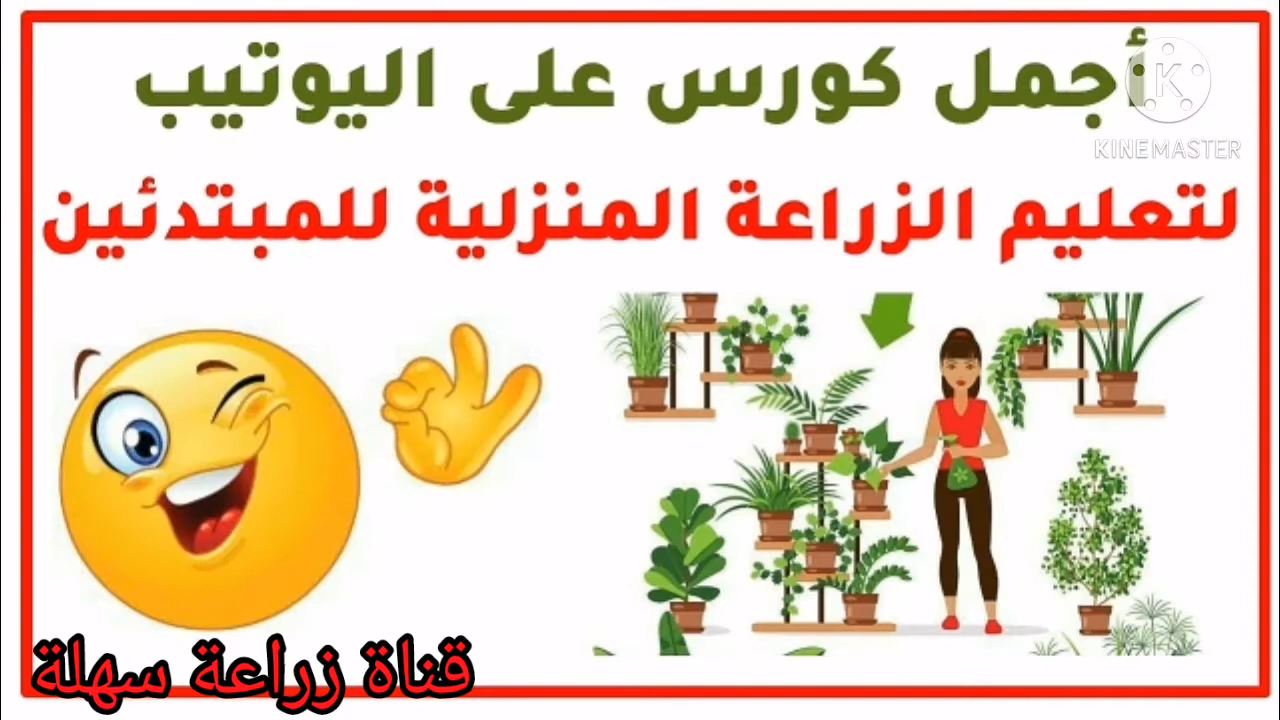 أجمل كورس على اليوتيب
KINEMASTER
لتعليم الزراعة المنزلية للمبتدئين
قناة زراعة سهلة